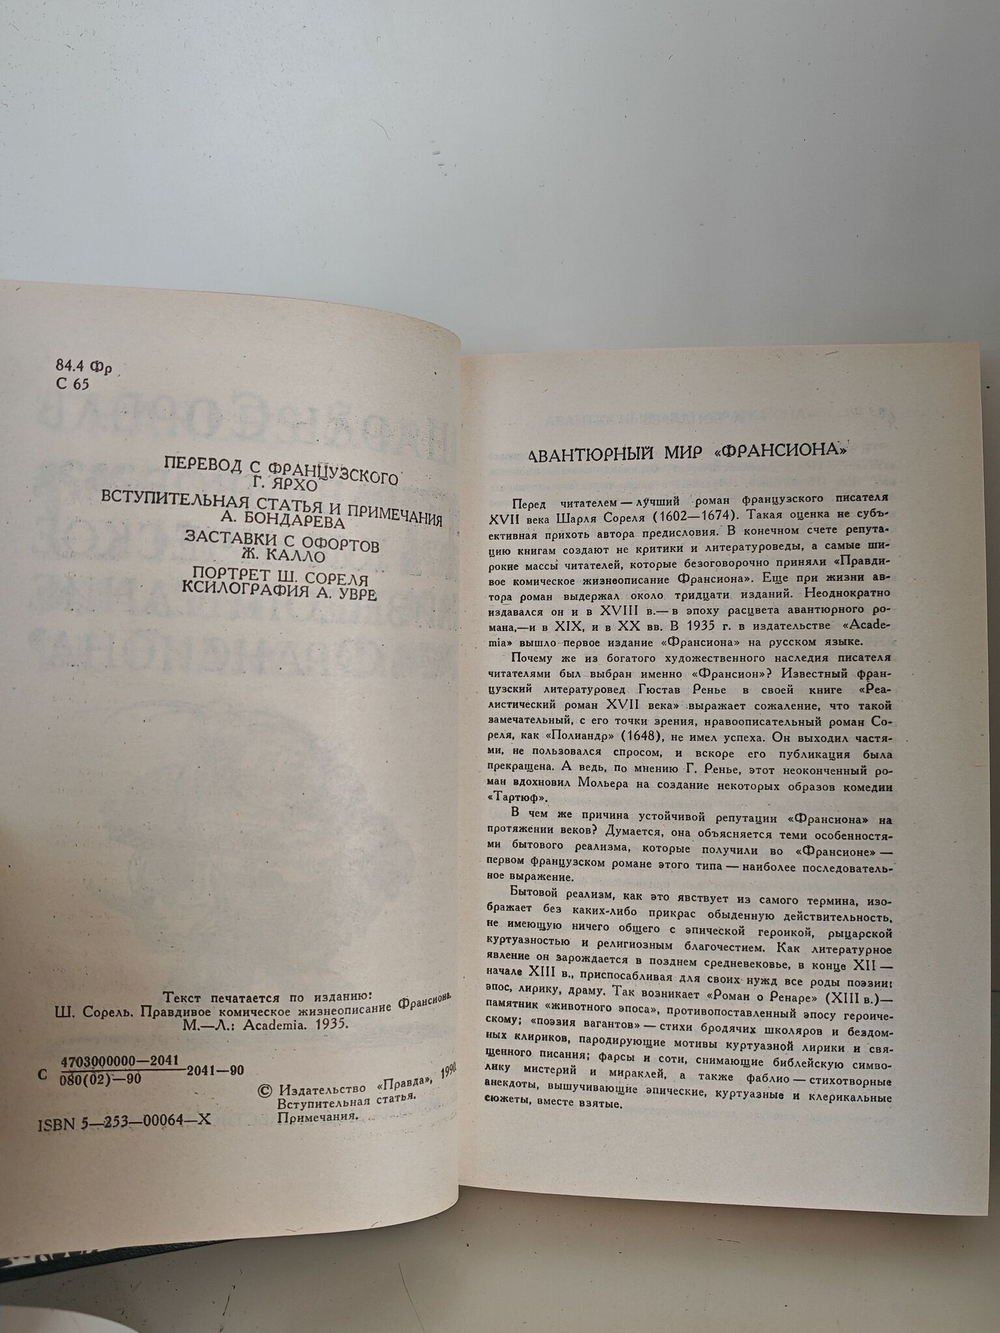 84.4 Фр
С 65
ПЕРЕВОД С ФРАНЦУЗСКОГО
Г. ЯРХО
ВСТУПИТЕЛЬНАЯ СТАТЬЯ И ПРИМЕЧАНИЯ
А. БОНДАРЕВА
ЗАСТАВКИ С ОФОРТОВ
Ж. КАЛЛО
ПОРТРЕТ Ш. СОРЕЛЯ
КСИЛОГРАФИЯ А. УВРЕ
Текст печатается по изданию:
Ш. Сорель. Правдивое комическое жизнеописание Франсиона.
М.—Л.: Academia. 1935.
С 4703000000—2041
080(02)—90 2041—90
© Издательство «Правда», 1990.
Вступительная статья.
Примечания.
ISBN 5—253—00064—X
АВАНТЮРНЫЙ МИР «ФРАНСИОНА»
Перед читателем — лучший роман французского писателя
XVII века Шарля Сореля (1602—1674). Такая оценка не субъ-
ективная прихоть автора предисловия. В конечном счете репута-
цию книгам создают не критики и литературоведы, а самые ши-
рокие массы читателей, которые безоговорочно приняли «Правди-
вое комическое жизнеописание Франсиона». Еще при жизни ав-
тора роман выдержал около тридцати изданий. Неоднократно
издавался он и в XVIII в.— в эпоху расцвета авантюрного ро-
мана,—и в XIX, и в XX вв. В 1935 г. в издательстве «Acade-
mia» вышло первое издание «Франсиона» на русском языке.
Почему же из богатого художественного наследия писателя
читателями был выбран именно «Франсион»? Известный фран-
цузский литературовед Гюстав Ренье в своей книге «Реа-
листический роман XVII века» выражает сожаление, что такой
замечательный, с его точки зрения, нравоописательный роман Со-
реля, как «Полиандр» (1648), не имел успеха. Он выходил частя-
ми, не пользовался спросом, и вскоре его публикация была
прекращена. А ведь, по мнению Г. Ренье, этот неоконченный ро-
ман вдохновил Мольера на создание некоторых образов комедии
«Тартюф».
В чем же причина устойчивой репутации «Франсиона» на
протяжении веков? Думается, она объясняется теми особенностя-
ми бытового реализма, которые получили во «Франсионе» —
первом французском романе этого типа — наиболее последователь-
ное выражение.
Бытовой реализм, как это явствует из самого термина, изо-
бражает без каких-либо прикрас обыденную действительность,
не имеющую ничего общего с эпической героикой, рыцарской
куртуазностью и религиозным благочестием. Как литературное
явление он зарождается в позднем средневековье, в конце XII —
начале XIII в., приспосабливая для своих нужд все роды поэзии:
эпос, лирику, драму. Так возникает «Роман о Ренаре» (XIII в.)—
памятник «животного эпоса», противопоставленный эпосу героиче-
скому; «поэзия вагантов» — стихи бродячих школяров и бездом-
ных клириков, пародирующие мотивы куртуазной лирики и свя-
щенного писания; фарсы и соти, снимающие библейскую симво-
лику мистерий и мираклей, а также фаблио — стихотворные
анекдоты, вышучивающие эпические, куртуазные и клерикальные
сюжеты, вместе взятые.